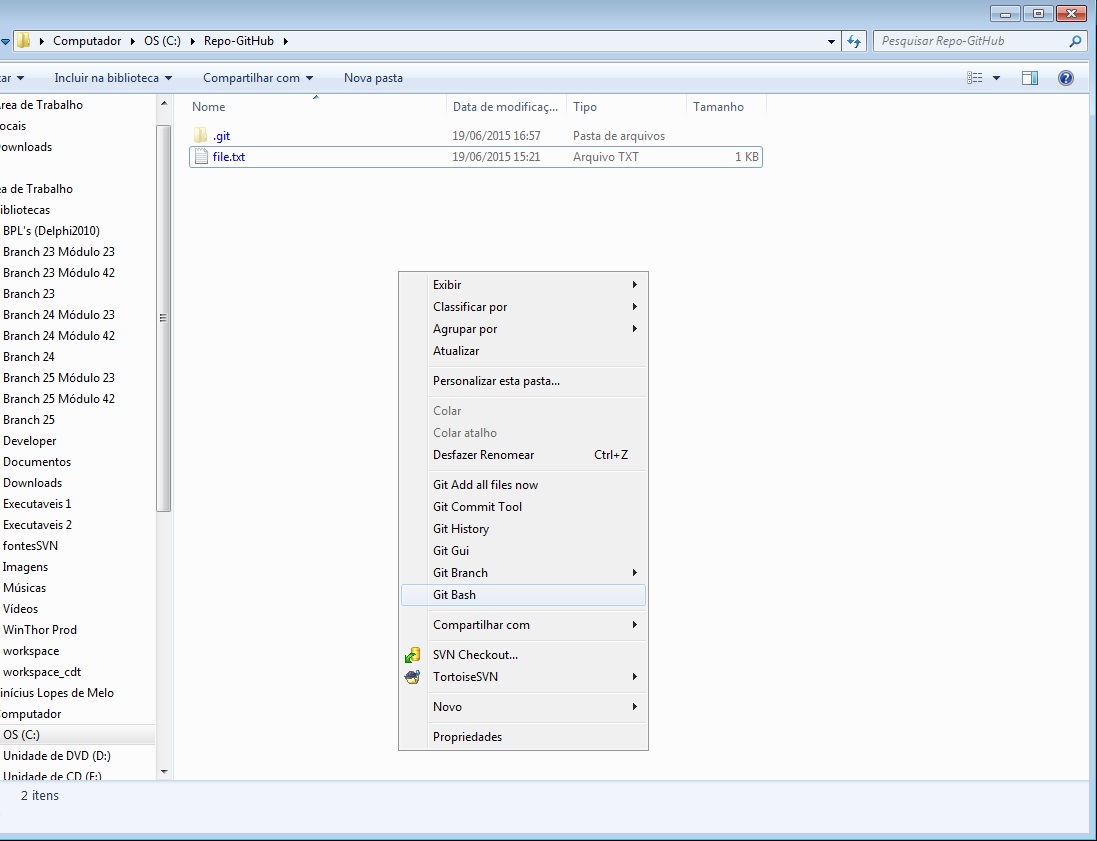 Computador OS (C:) Repo-GitHub Pesquisar Repo-GitHub
ar Incluir na biblioteca Compartilhar com Nova pasta
rea de Trabalho
ocais
ownloads
a de Trabalho
ibliotecas
BPL's (Delphi2010)
Branch 23 Módulo 23
Branch 23 Módulo 42
Branch 23
Branch 24 Módulo 23
Branch 24 Módulo 42
Branch 24
Branch 25 Módulo 23
Branch 25 Módulo 42
Branch 25
Developer
Documentos
Downloads
Executaveis 1
Executaveis 2
fontesSVN
Imagens
Músicas
Vídeos
WinThor Prod
workspace
workspace_cdt
inícius Lopes de Melo
omputador
OS (C:)
Unidade de DVD (D:)
Unidade de CD (F:)
Nome Data de modificaç... Tipo Tamanho
.git 19/06/2015 16:57 Pasta de arquivos
file.txt 19/06/2015 15:21 Arquivo TXT 1 KB
Exibir
Classificar por
Agrupar por
Atualizar
Personalizar esta pasta...
Colar
Colar atalho
Desfazer Renomear Ctrl+Z
Git Add all files now
Git Commit Tool
Git History
Git Gui
Git Branch
Git Bash
Compartilhar com
SVN Checkout...
TortoiseSVN
Novo
Propriedades
2 itens